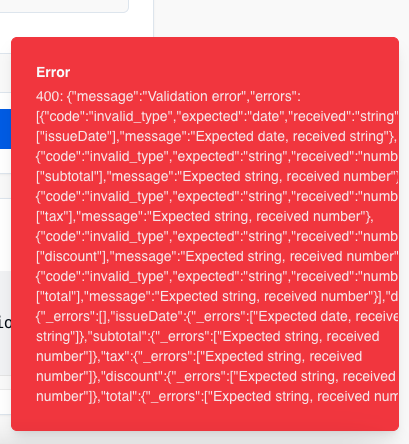 Error
400: {"message":"Validation error","errors":
[{"code":"invalid_type","expected":"date","received":"string"
["issueDate"],"message":"Expected date, received string"},
{"code":"invalid_type","expected":"string","received":"numb
["subtotal"],"message":"Expected string, received number"}
{"code":"invalid_type","expected":"string","received":"numb
["tax"],"message":"Expected string, received number"},
{"code":"invalid_type","expected":"string","received":"numb
["discount"],"message":"Expected string, received number"
{"code":"invalid_type","expected":"string","received":"numb
["total"],"message":"Expected string, received number"}],"d
{"_errors":[],"issueDate":{"_errors":["Expected date, receive
string"]},"subtotal":{"_errors":["Expected string, received
number"]},"tax":{"_errors":["Expected string, received
number"]},"discount":{"_errors":["Expected string, received
number"]},"total":{"_errors":["Expected string, received num